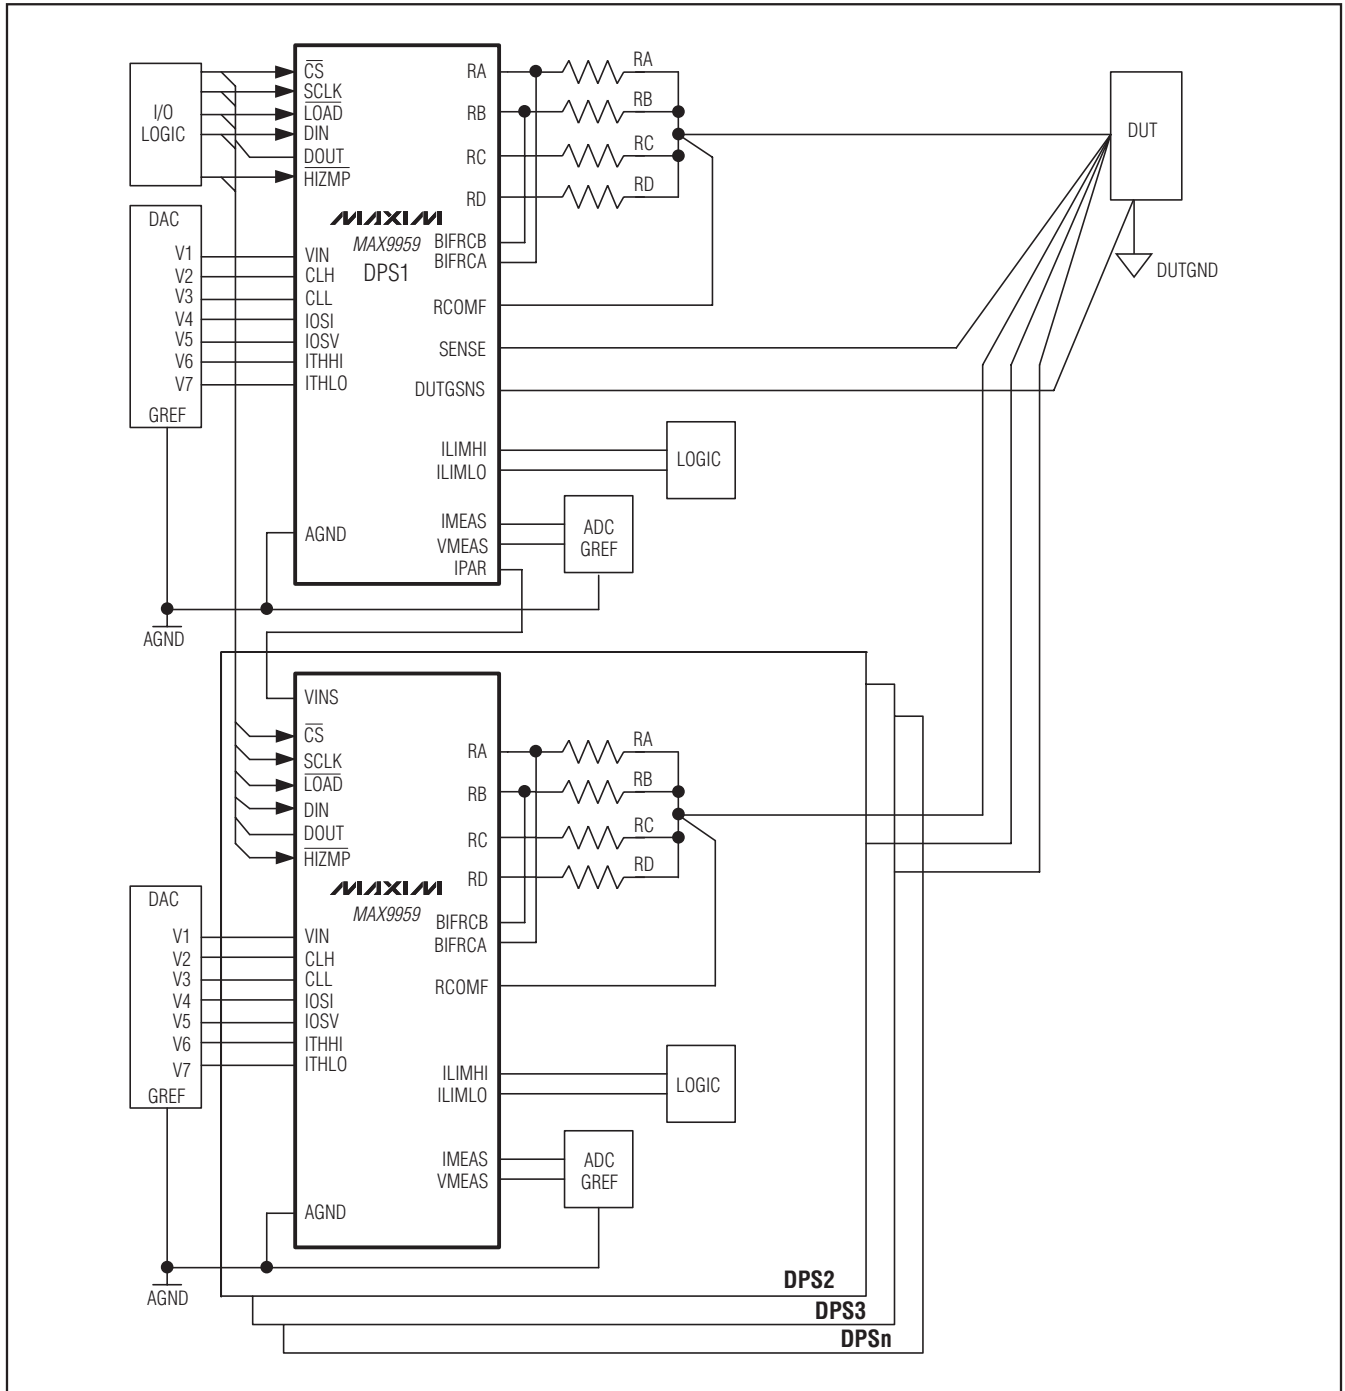 I/O
LOGIC
CS
SCLK
LOAD
DIN
DOUT
HIZMP
MAXIM
MAX9959
DPS1
DAC
V1
V2
V3
V4
V5
V6
V7
GREF
VIN
CLH
CLL
IOSI
IOSV
ITHHI
ITHLO
AGND
AGND
RA
RB
RC
RD
BIFRCB
BIFRCA
RCOMF
SENSE
DUTGSNS
ILIMHI
ILIMLO
IMEAS
VMEAS
IPAR
RA
RB
RC
RD
LOGIC
ADC
GREF
DUT
DUTGND
VINS
CS
SCLK
LOAD
DIN
DOUT
HIZMP
MAXIM
MAX9959
DAC
V1
V2
V3
V4
V5
V6
V7
GREF
VIN
CLH
CLL
IOSI
IOSV
ITHHI
ITHLO
AGND
AGND
RA
RB
RC
RD
BIFRCB
BIFRCA
RCOMF
ILIMHI
ILIMLO
IMEAS
VMEAS
RA
RB
RC
RD
LOGIC
ADC
GREF
DPS2
DPS3
DPSn